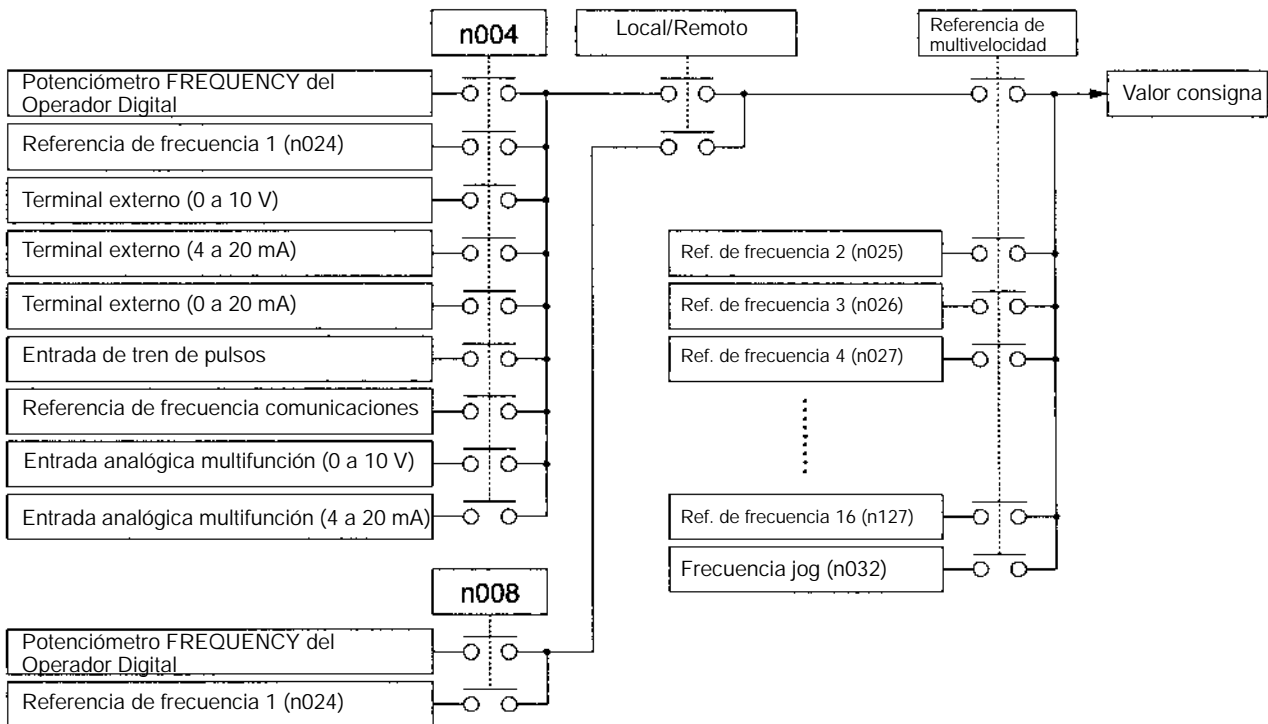 n004
Local/Remoto
Referencia de
multivelocidad
Potenciómetro FREQUENCY del
Operador Digital
Valor consigna
Referencia de frecuencia 1 (n024)
Terminal externo (0 a 10 V)
Terminal externo (4 a 20 mA)
Terminal externo (0 a 20 mA)
Entrada de tren de pulsos
Referencia de frecuencia comunicaciones
Entrada analógica multifunción (0 a 10 V)
Entrada analógica multifunción (4 a 20 mA)
Ref. de frecuencia 2 (n025)
Ref. de frecuencia 3 (n026)
Ref. de frecuencia 4 (n027)
Ref. de frecuencia 16 (n127)
Frecuencia jog (n032)
n008
Potenciómetro FREQUENCY del
Operador Digital
Referencia de frecuencia 1 (n024)